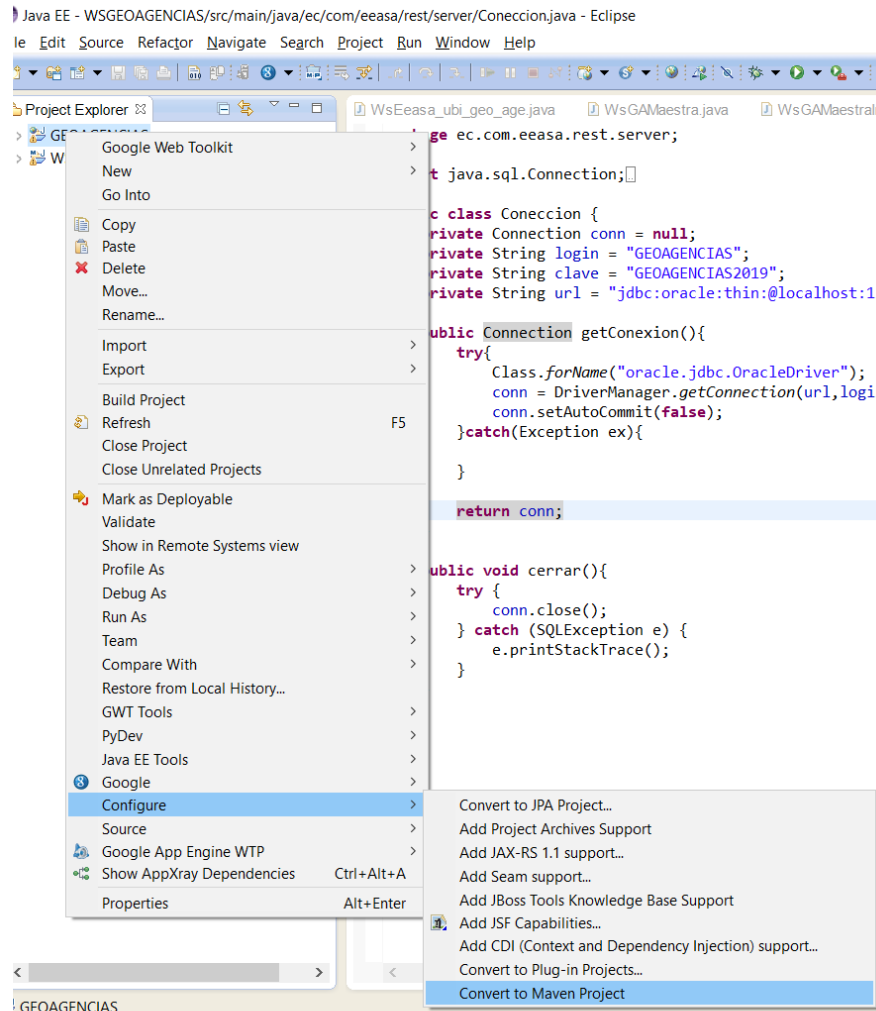 Java EE - WSGEOAGENCIAS/src/main/java/ec/com/eeasa/rest/server/Coneccion.java - Eclipse
le Edit Source Refactor Navigate Search Project Run Window Help
Project Explorer
WsEeasa_ubi_geo_age.java WsGAMaestra.java WsGAMaestral
W
Google Web Toolkit
New
Go Into
Copy
Paste
Delete
Move...
Rename...
Import
Export
Build Project
Refresh F5
Close Project
Close Unrelated Projects
Mark as Deployable
Validate
Show in Remote Systems view
Profile As
Debug As
Run As
Team
Compare With
Restore from Local History...
GWT Tools
PyDev
Java EE Tools
Google
Configure
Source
Google App Engine WTP
Show AppXray Dependencies Ctrl+Alt+A
Properties Alt+Enter
Convert to JPA Project...
Add Project Archives Support
Add JAX-RS 1.1 support...
Add Seam support...
Add JBoss Tools Knowledge Base Support
Add JSF Capabilities...
Add CDI (Context and Dependency Injection) support...
Convert to Plug-in Projects...
Convert to Maven Project
ge ec.com.eeasa.rest.server;
t java.sql.Connection;
c class Coneccion {
rivate Connection conn = null;
rivate String login = "GEOAGENCIAS";
rivate String clave = "GEOAGENCIAS2019";
rivate String url = "jdbc:oracle:thin:@localhost:1
ublic Connection getConexion(){
try{
Class.forName("oracle.jdbc.OracleDriver");
conn = DriverManager.getConnection(url,logi
conn.setAutoCommit(false);
}catch(Exception ex){
}
return conn;
ublic void cerrar(){
try {
conn.close();
} catch (SQLException e) {
e.printStackTrace();
}
GEOAGENCIAS